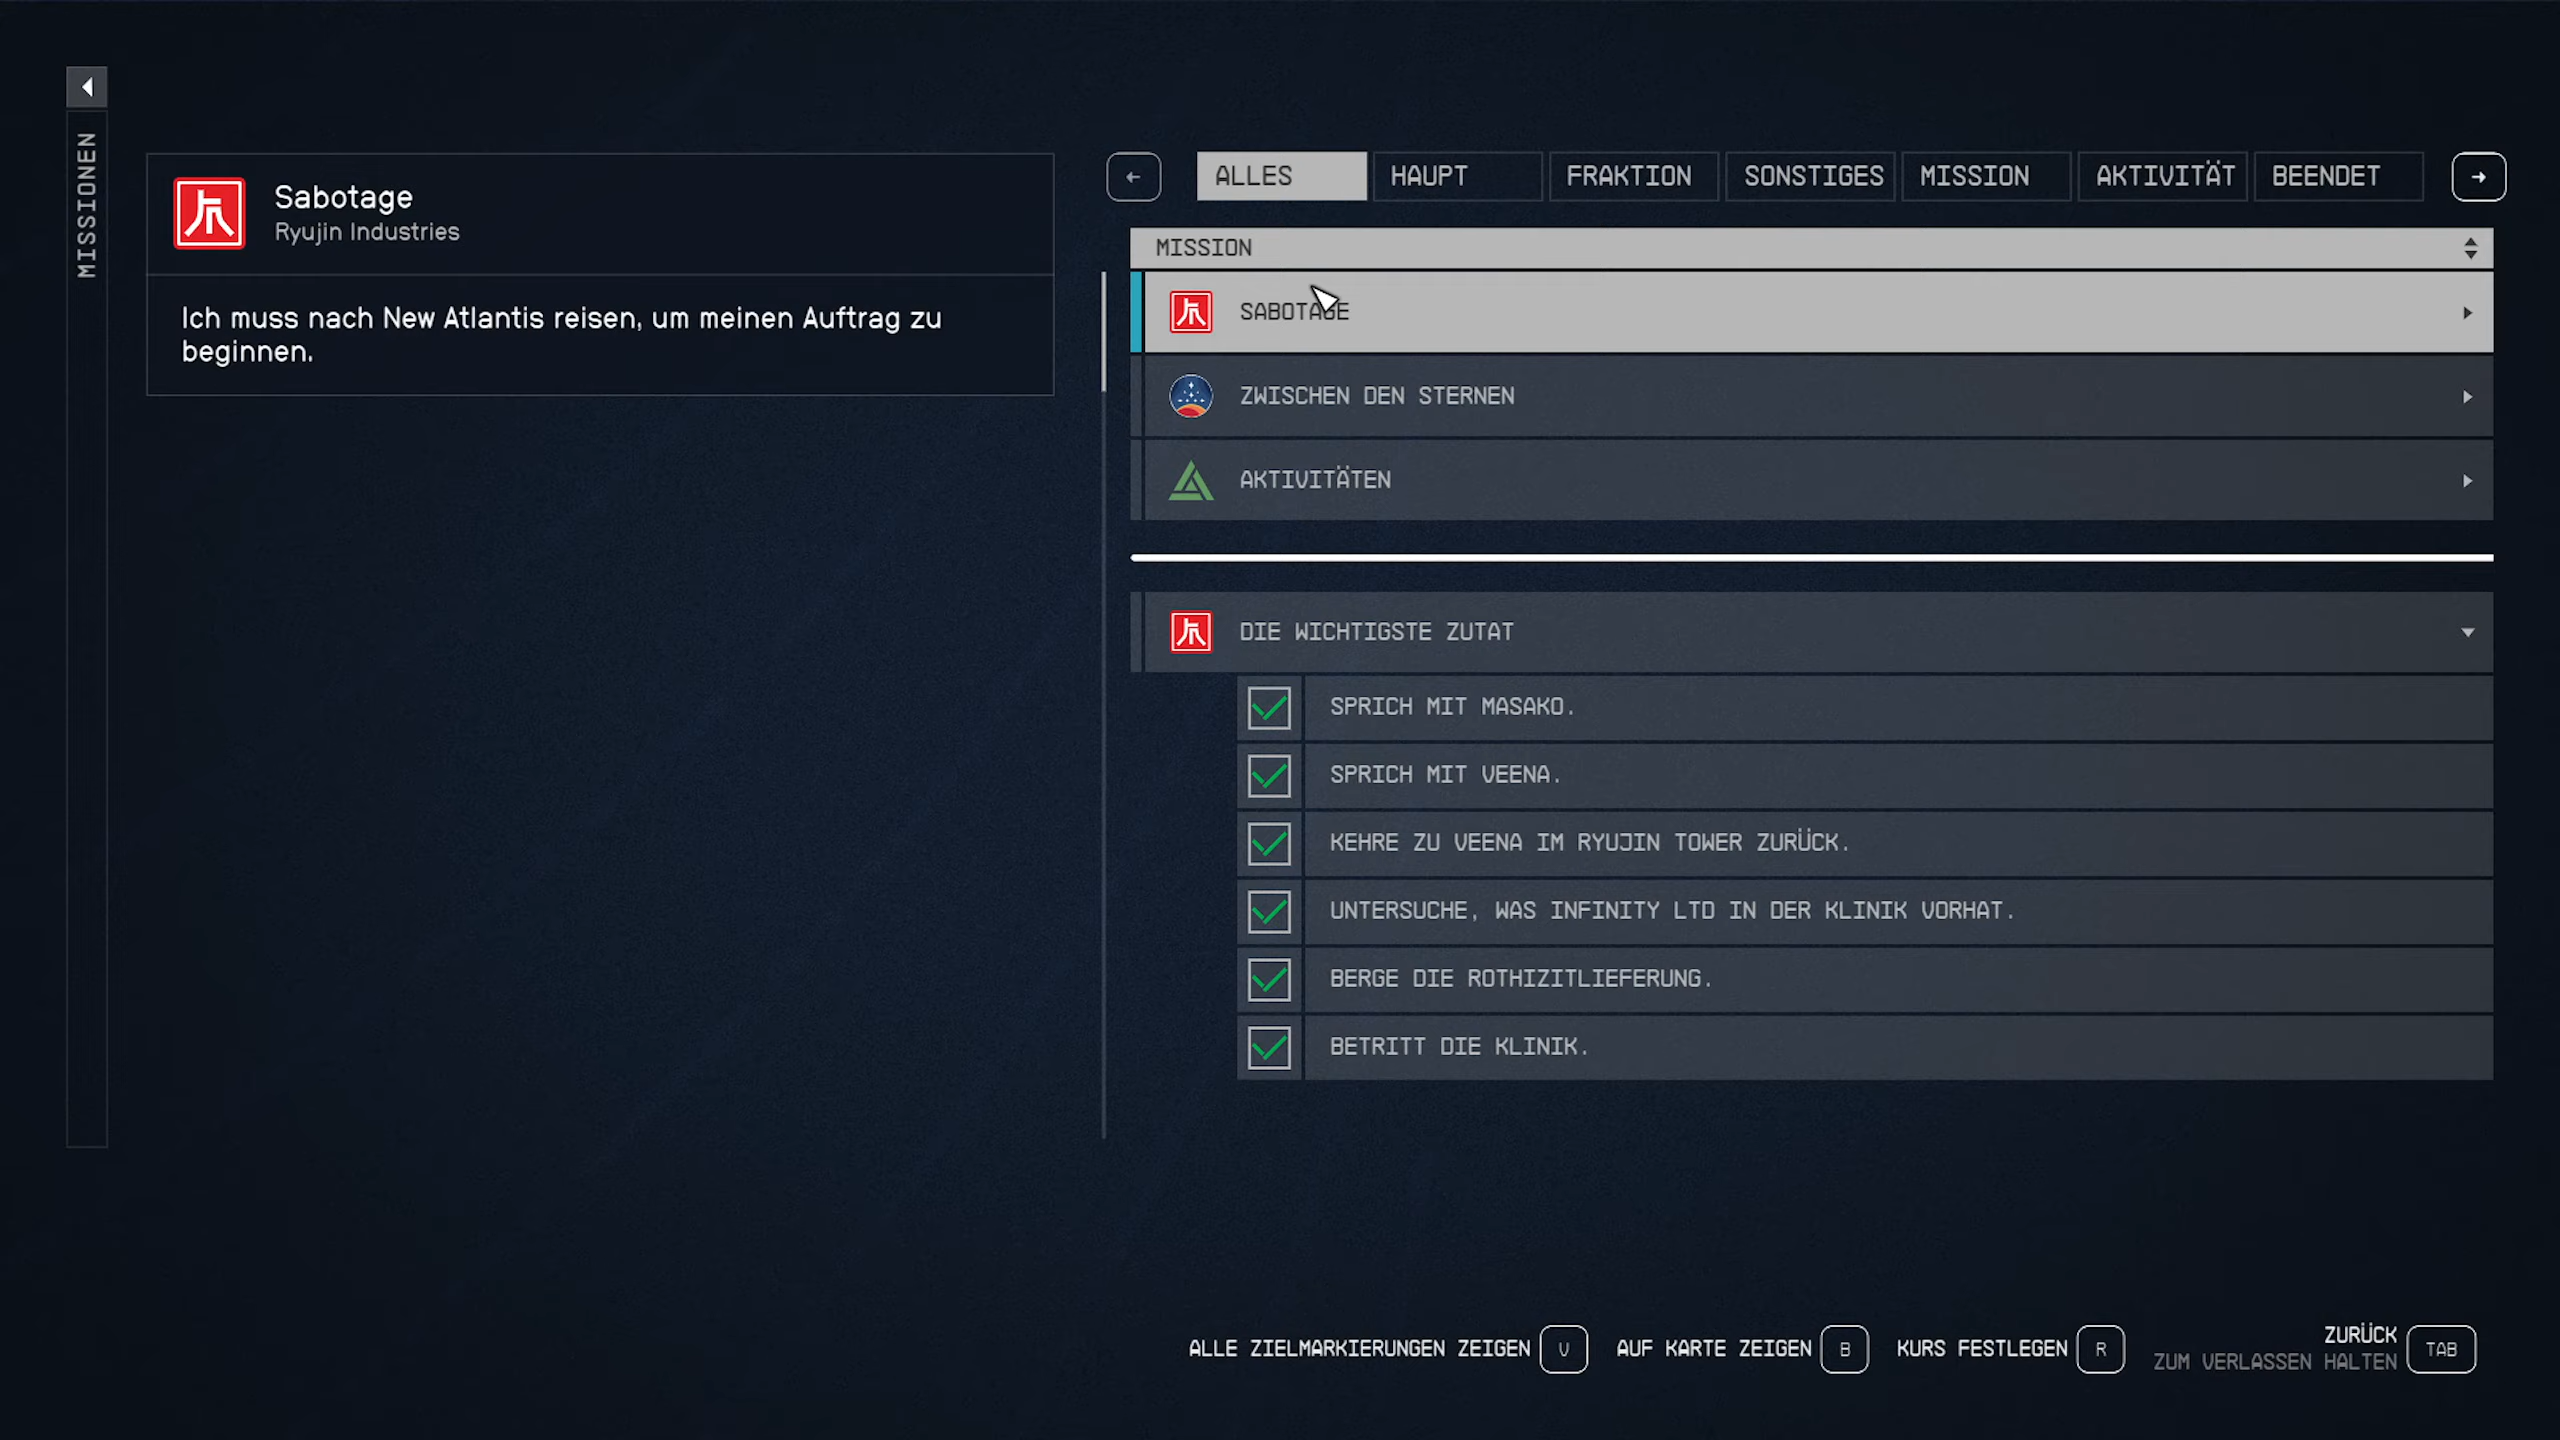 MISSIONEN
Sabotage
Ryujin Industries
Ich muss nach New Atlantis reisen, um meinen Auftrag zu
beginnen.
ALLES
HAUPT
FRAKTION
SONSTIGES
MISSION
AKTIVITÄT
BEENDET
MISSION
SABOTAGE
ZWISCHEN DEN STERNEN
AKTIVITÄTEN
DIE WICHTIGSTE ZUTAT
SPRICH MIT MASAKO.
SPRICH MIT VEENA.
KEHRE ZU VEENA IM RYUJIN TOWER ZURÜCK.
UNTERSUCHE, WAS INFINITY LTD IN DER KLINIK VORHAT.
BERGE DIE ROTHIZITLIEFERUNG.
BETRITT DIE KLINIK.
ALLE ZIELMARKIERUNGEN ZEIGEN V
AUF KARTE ZEIGEN B
KURS FESTLEGEN R
ZURÜCK
ZUM VERLASSEN HALTEN
TAB